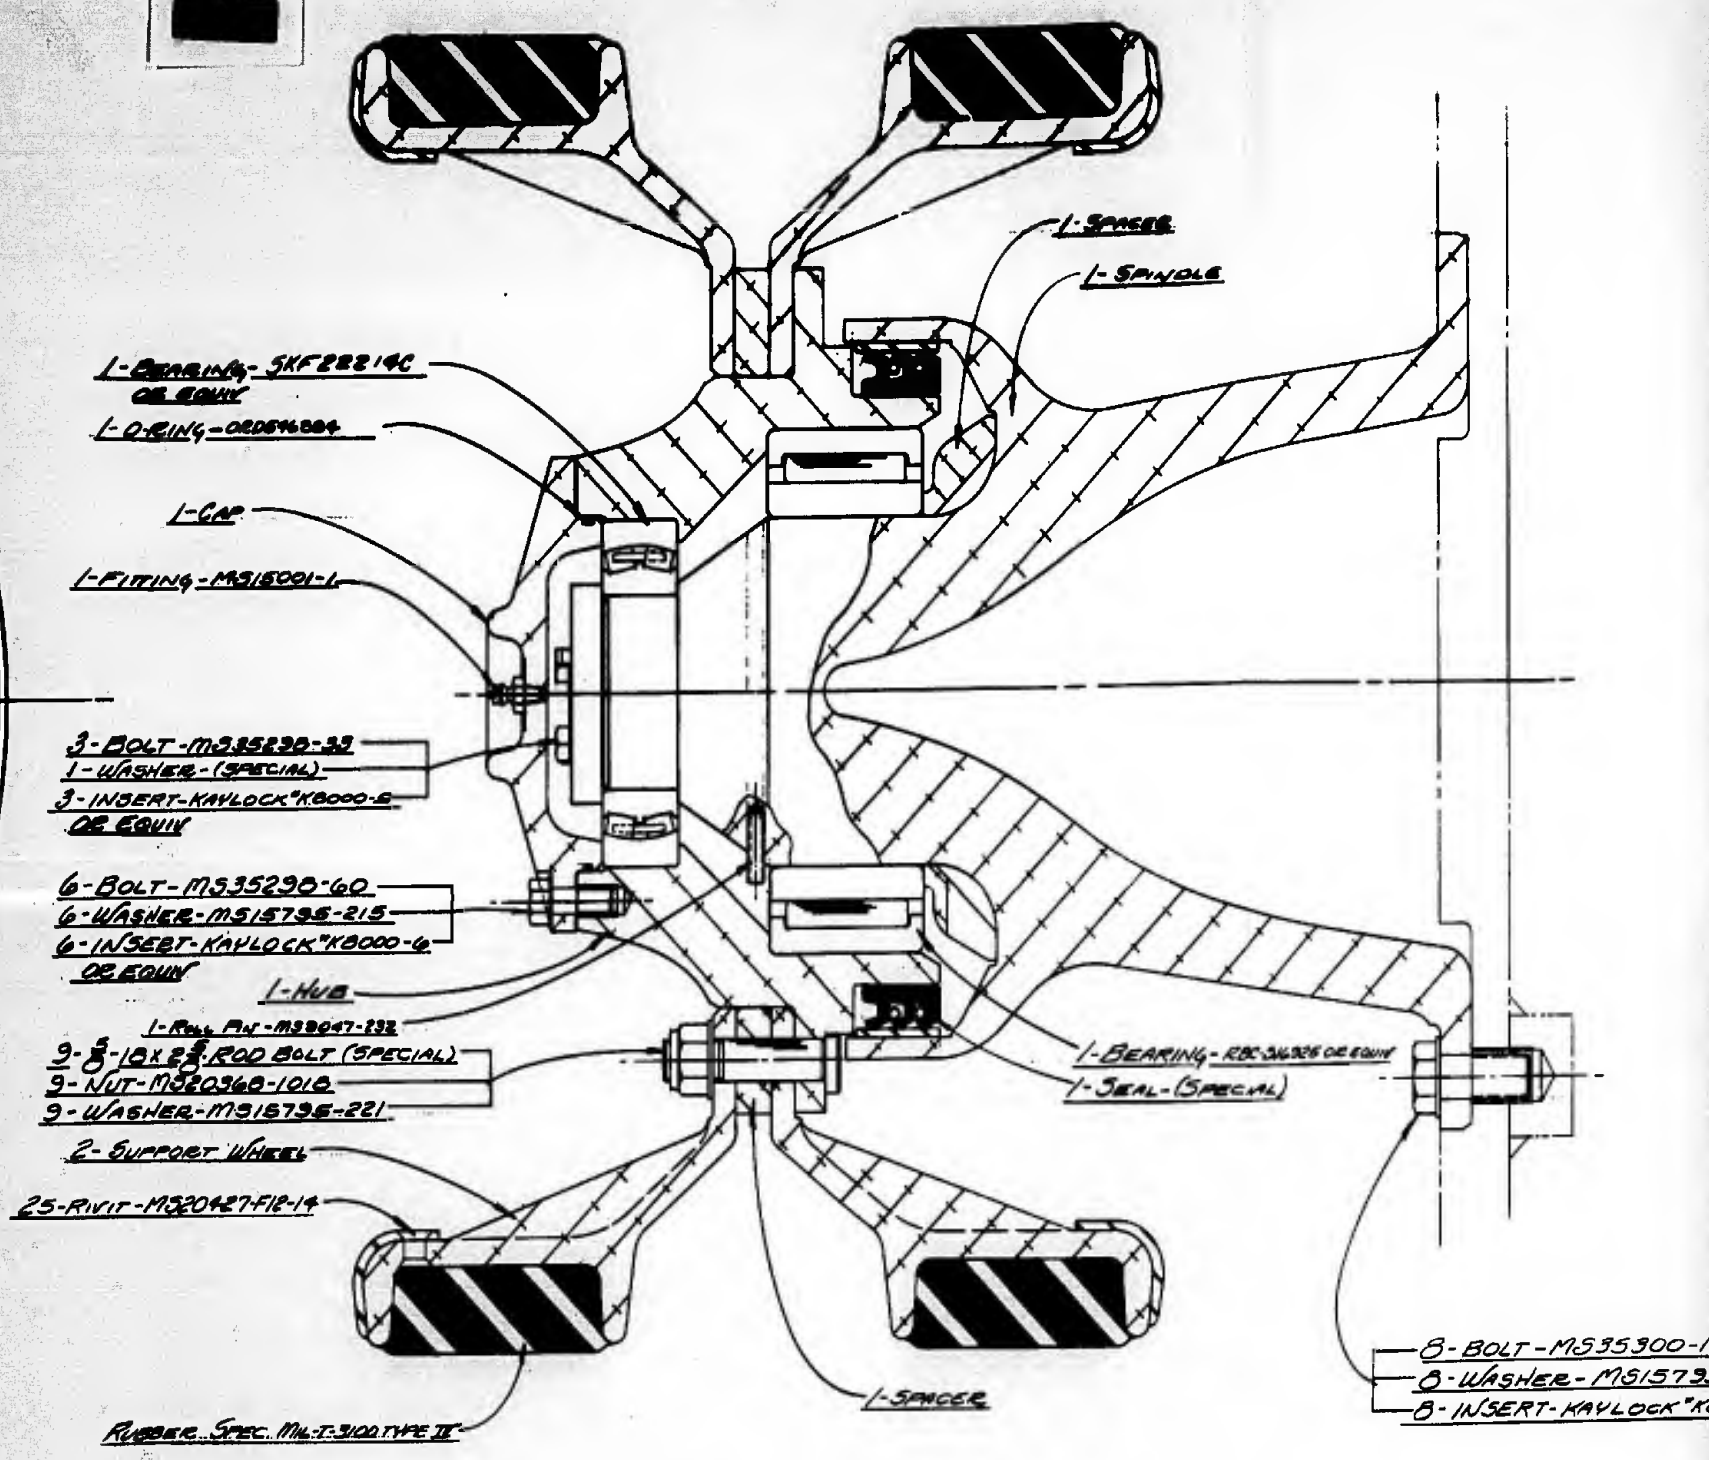 1-SPACER
1-SPINDLE
1-BEARING-SKF22214C
OR EQUIV
1-O-RING-ORD546884
1-CAP
1-FITTING-MS15001-1
3-BOLT-MS35298-33
1-WASHER-(SPECIAL)
3-INSERT-KAYLOCK"K8000-5
OR EQUIV
6-BOLT-MS35298-60
6-WASHER-MS15795-215
6-INSERT-KAYLOCK"K8000-6
OR EQUIV
1-HUB
1-ROLL PIN-MS9047-232
9-5/8-18X2 5/8-ROD BOLT (SPECIAL)
9-NUT-MS20368-1018
9-WASHER-MS15795-221
2-SUPPORT WHEEL
25-RIVIT-MS20427-F12-14
RUBBER SPEC. MIL-T-3100 TYPE II
1-BEARING-RBC- OR EQUIV
1-SEAL-(SPECIAL)
1-SPACER
8-BOLT-MS35300-1
8-WASHER-MS1579
8-INSERT-KAYLOCK"K